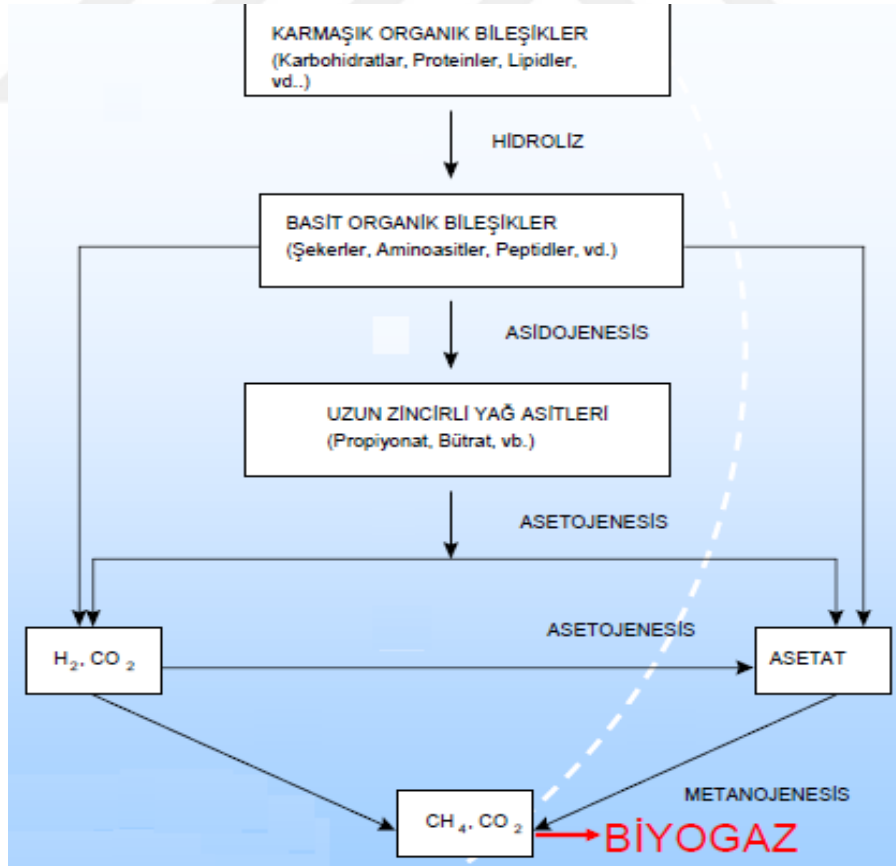 KARMAŞIK ORGANIK BİLEŞİKLER
(Karbohidratlar, Proteinler, Lipidler,
vd..)
HİDROLİZ
BASİT ORGANİK BİLEŞİKLER
(Şekerler, Aminoasitler, Peptidler, vd.)
ASİDOJENESİS
UZUN ZİNCİRLİ YAĞ ASİTLERİ
(Propiyonat, Bütrat, vb.)
ASETOJENESİS
ASETOJENESİS
H₂, CO₂
ASETAT
METANOJENESİS
CH₄, CO₂
BİYOGAZ